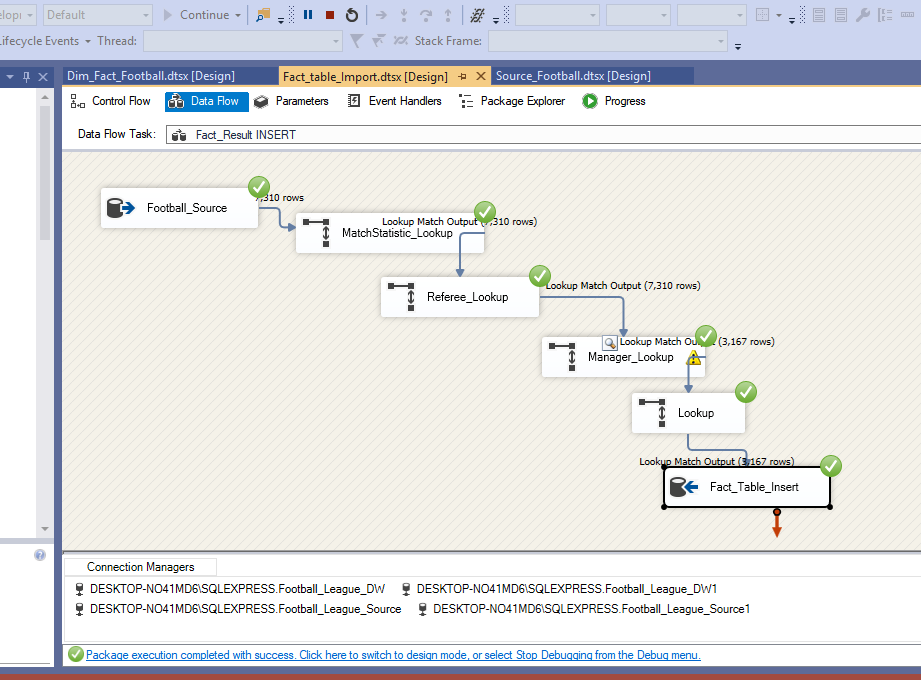 Default Continue
Lifecycle Events Thread: Stack Frame:
Dim_Fact_Football.dtsx [Design] Fact_table_Import.dtsx [Design] Source_Football.dtsx [Design]
Control Flow Data Flow Parameters Event Handlers Package Explorer Progress
Data Flow Task: Fact_Result INSERT
7,310 rows
Football_Source
Lookup Match Output (7,310 rows)
MatchStatistic_Lookup
Lookup Match Output (7,310 rows)
Referee_Lookup
Lookup Match Output (3,167 rows)
Manager_Lookup
Lookup
Lookup Match Output (3,167 rows)
Fact_Table_Insert
Connection Managers
DESKTOP-NO41MD6\SQLEXPRESS.Football_League_DW DESKTOP-NO41MD6\SQLEXPRESS.Football_League_DW1
DESKTOP-NO41MD6\SQLEXPRESS.Football_League_Source DESKTOP-NO41MD6\SQLEXPRESS.Football_League_Source1
Package execution completed with success. Click here to switch to design mode, or select Stop Debugging from the Debug menu.